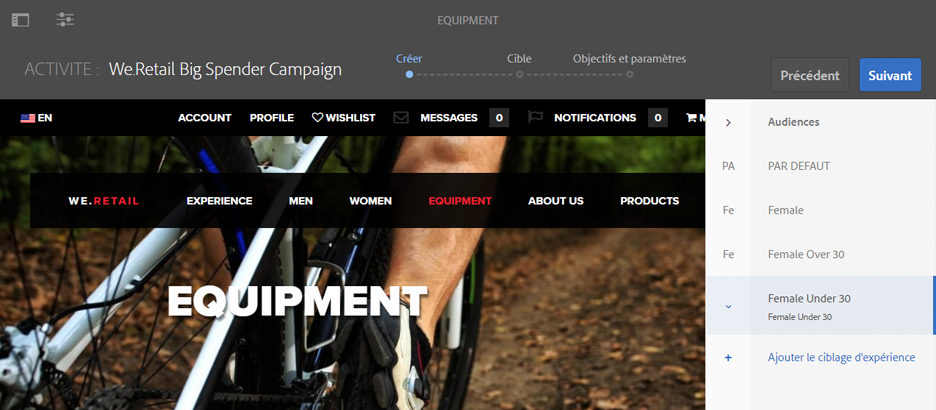 EQUIPMENT
ACTIVITE : We.Retail Big Spender Campaign
Créer
Cible
Objectifs et paramètres
Précédent
Suivant
EN
ACCOUNT
PROFILE
WISHLIST
MESSAGES
0
NOTIFICATIONS
0
M
WE.RETAIL
EXPERIENCE
MEN
WOMEN
EQUIPMENT
ABOUT US
PRODUCTS
EQUIPMENT
Audiences
PA
PAR DEFAUT
Fe
Female
Fe
Female Over 30
Female Under 30
Female Under 30
+
Ajouter le ciblage d'expérience